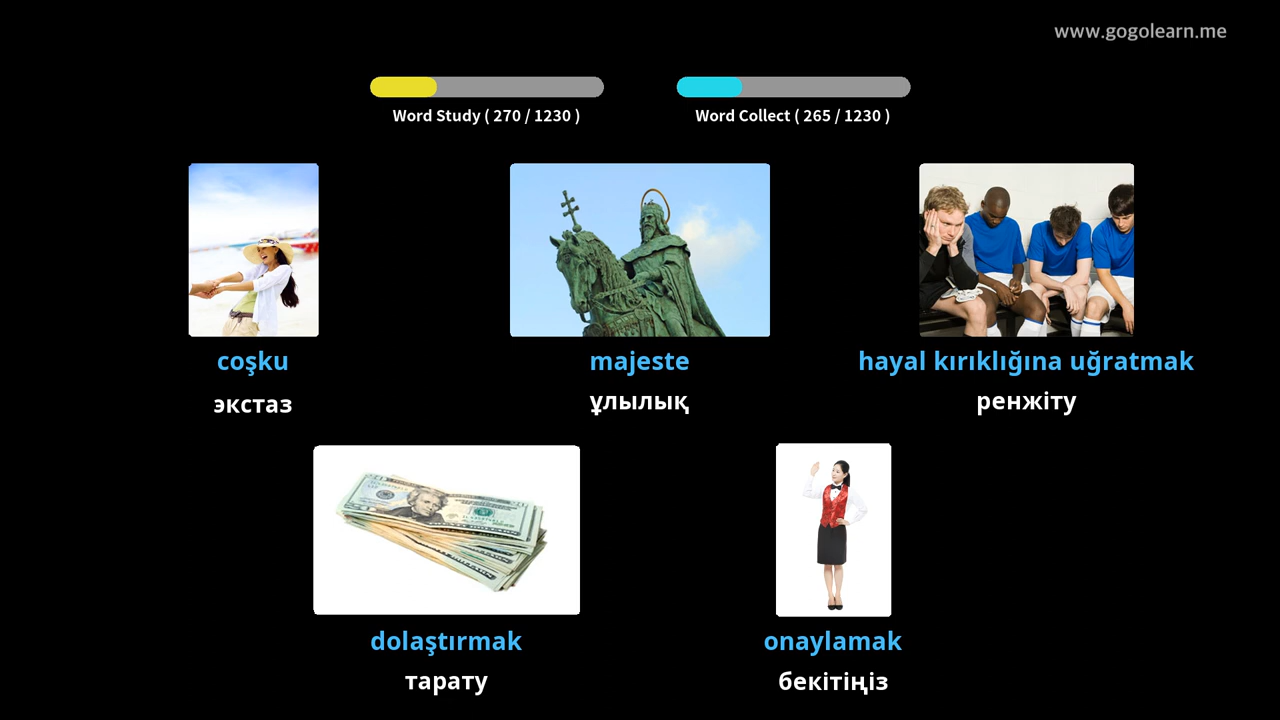 www.gogolearn.me
Word Study ( 270 / 1230 )
Word Collect ( 265 / 1230 )
coşku
majeste
hayal kırıklığına uğratmak
экстаз
ұлылық
ренжіту
dolaştırmak
onaylamak
тарату
бекітіңіз